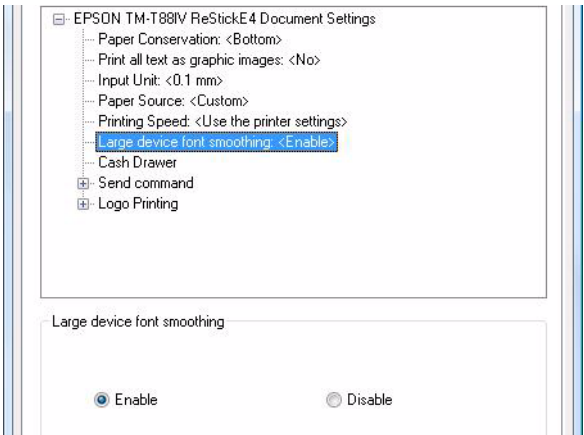 EPSON TM-T88IV ReStickE4 Document Settings
Paper Conservation: <Bottom>
Print all text as graphic images: <No>
Input Unit: <0.1 mm>
Paper Source: <Custom>
Printing Speed: <Use the printer settings>
Large device font smoothing: <Enable>
Cash Drawer
Send command
Logo Printing
Large device font smoothing
Enable Disable